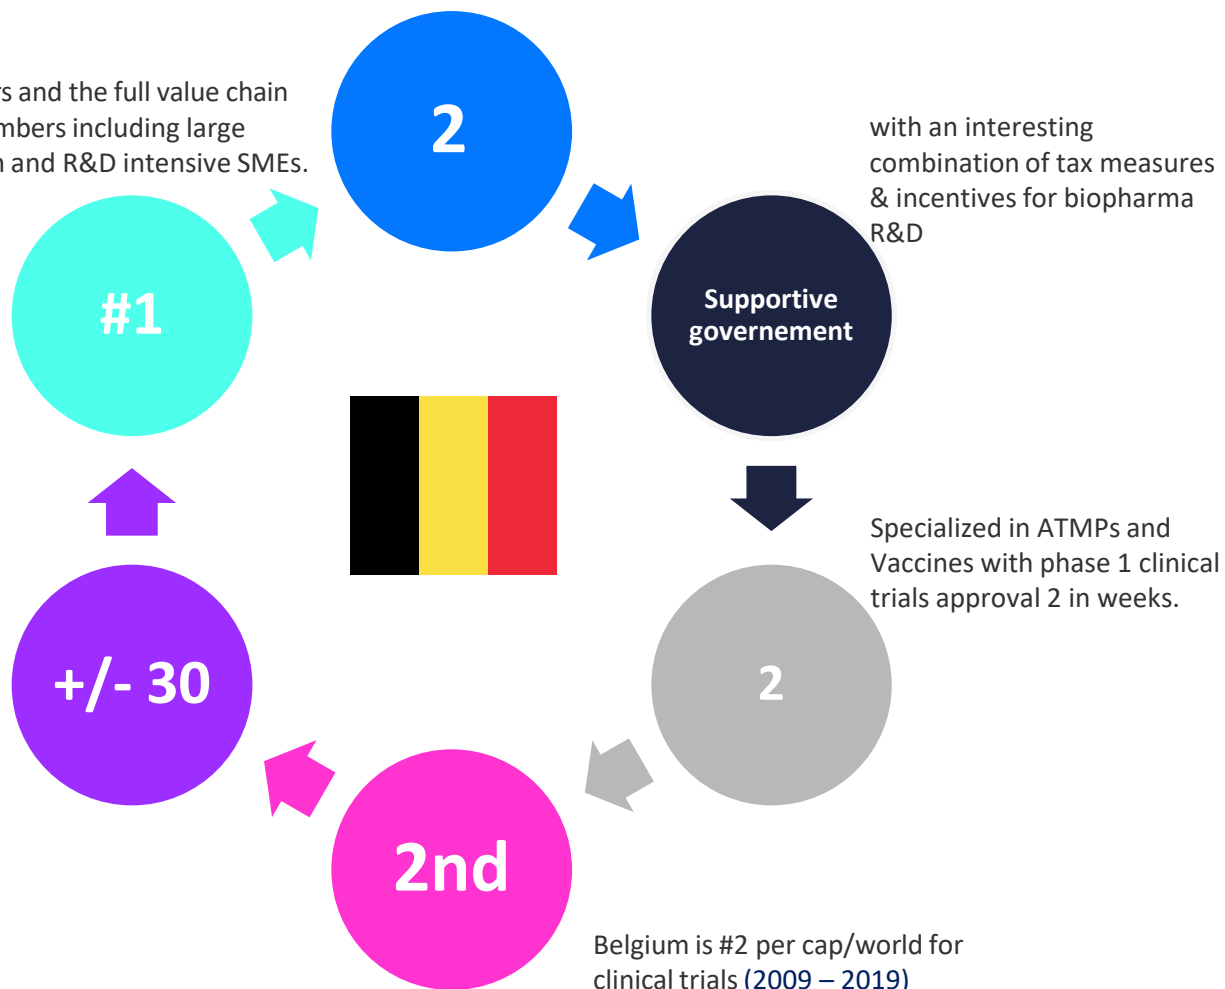 rs and the full value chain
mbers including large
n and R&D intensive SMEs.
2
with an interesting
combination of tax measures
& incentives for biopharma
R&D
#1
Supportive
governement
Specialized in ATMPs and
Vaccines with phase 1 clinical
trials approval 2 in weeks.
+/- 30
2
2nd
Belgium is #2 per cap/world for
clinical trials (2009 – 2019)